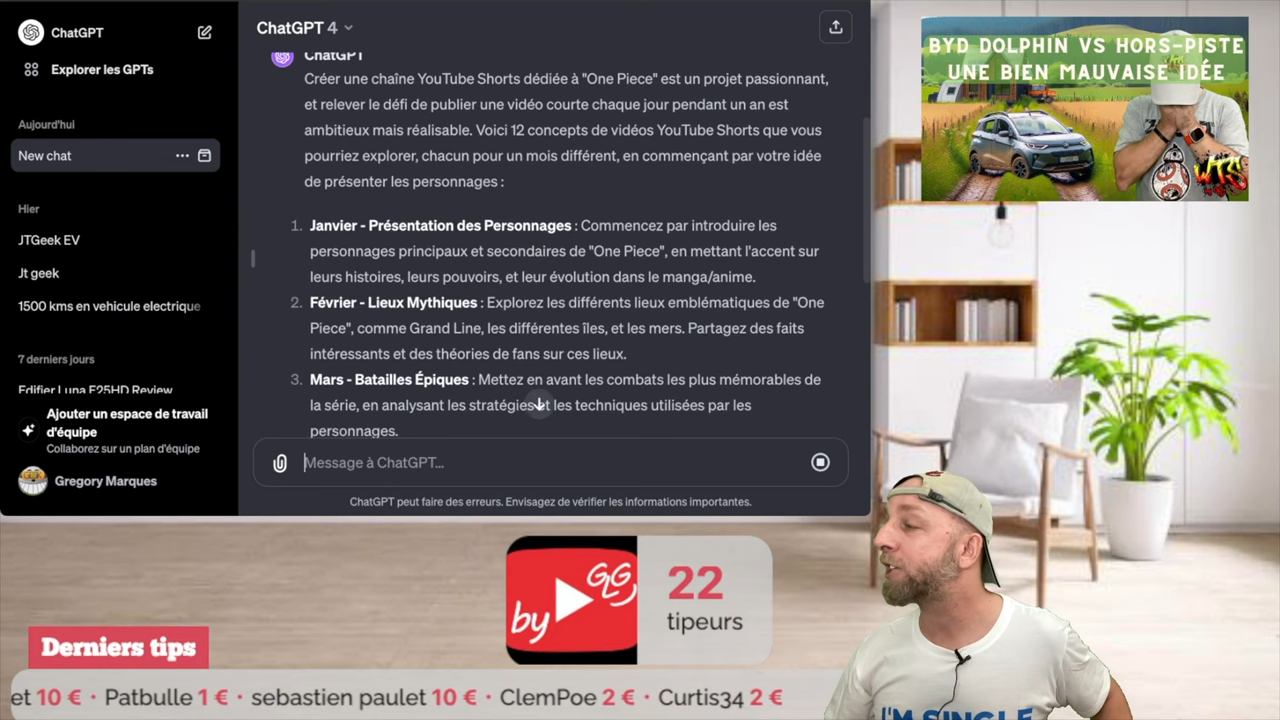 ChatGPT
Explorer les GPTs
Aujourd'hui
New chat
Hier
JTGeek EV
Jt geek
1500 kms en vehicule electrique
7 derniers jours
Edifier Luna E25HD Review
Ajouter un espace de travail
d'équipe
Collaborez sur un plan d'équipe
Gregory Marques
ChatGPT 4
ChatGPT
Créer une chaîne YouTube Shorts dédiée à "One Piece" est un projet passionnant,
et relever le défi de publier une vidéo courte chaque jour pendant un an est
ambitieux mais réalisable. Voici 12 concepts de vidéos YouTube Shorts que vous
pourriez explorer, chacun pour un mois différent, en commençant par votre idée
de présenter les personnages :
1. Janvier - Présentation des Personnages : Commencez par introduire les
personnages principaux et secondaires de "One Piece", en mettant l'accent sur
leurs histoires, leurs pouvoirs, et leur évolution dans le manga/anime.
2. Février - Lieux Mythiques : Explorez les différents lieux emblématiques de "One
Piece", comme Grand Line, les différentes îles, et les mers. Partagez des faits
intéressants et des théories de fans sur ces lieux.
3. Mars - Batailles Épiques : Mettez en avant les combats les plus mémorables de
la série, en analysant les stratégies et les techniques utilisées par les
personnages.
Message à ChatGPT...
ChatGPT peut faire des erreurs. Envisagez de vérifier les informations importantes.
BYD DOLPHIN VS HORS-PISTE
UNE BIEN MAUVAISE IDÉE
by GLG
22
tipeurs
Derniers tips
et 10 € · Patbulle 1 € · sebastien paulet 10 € · ClemPoe 2 € · Curtis34 2 €
I'M SINGLE